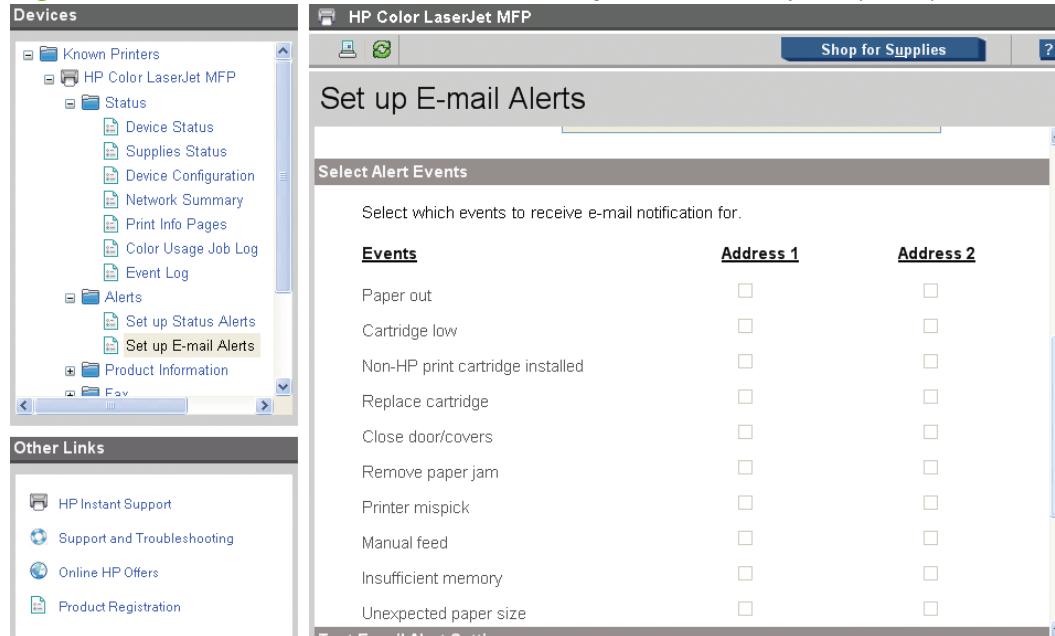 Devices
Known Printers
HP Color LaserJet MFP
Status
Device Status
Supplies Status
Device Configuration
Network Summary
Print Info Pages
Color Usage Job Log
Event Log
Alerts
Set up Status Alerts
Set up E-mail Alerts
Product Information
Fax
Other Links
HP Instant Support
Support and Troubleshooting
Online HP Offers
Product Registration
HP Color LaserJet MFP
Shop for Supplies ?
Set up E-mail Alerts
Select Alert Events
Select which events to receive e-mail notification for.
Events Address 1 Address 2
Paper out
Cartridge low
Non-HP print cartridge installed
Replace cartridge
Close door/covers
Remove paper jam
Printer mispick
Manual feed
Insufficient memory
Unexpected paper size